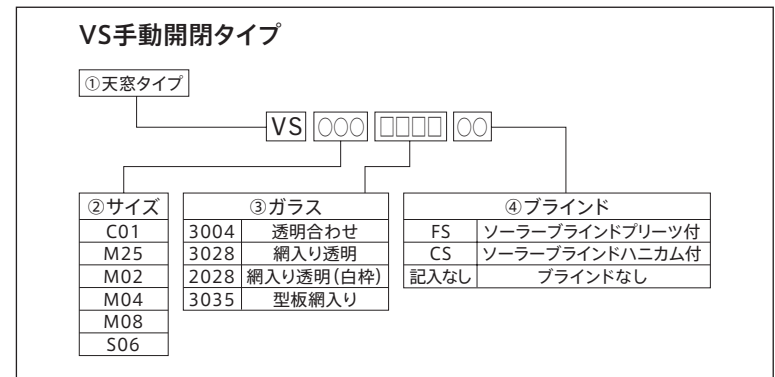 VS手動開閉タイプ
①天窓タイプ
VS ○○○ □□□□ ○○
②サイズ
C01
M25
M02
M04
M08
S06
③ガラス
3004 透明合わせ
3028 網入り透明
2028 網入り透明(白枠)
3035 型板網入り
④ブラインド
FS ソーラーブラインドプリーツ付
CS ソーラーブラインドハニカム付
記入なし ブラインドなし